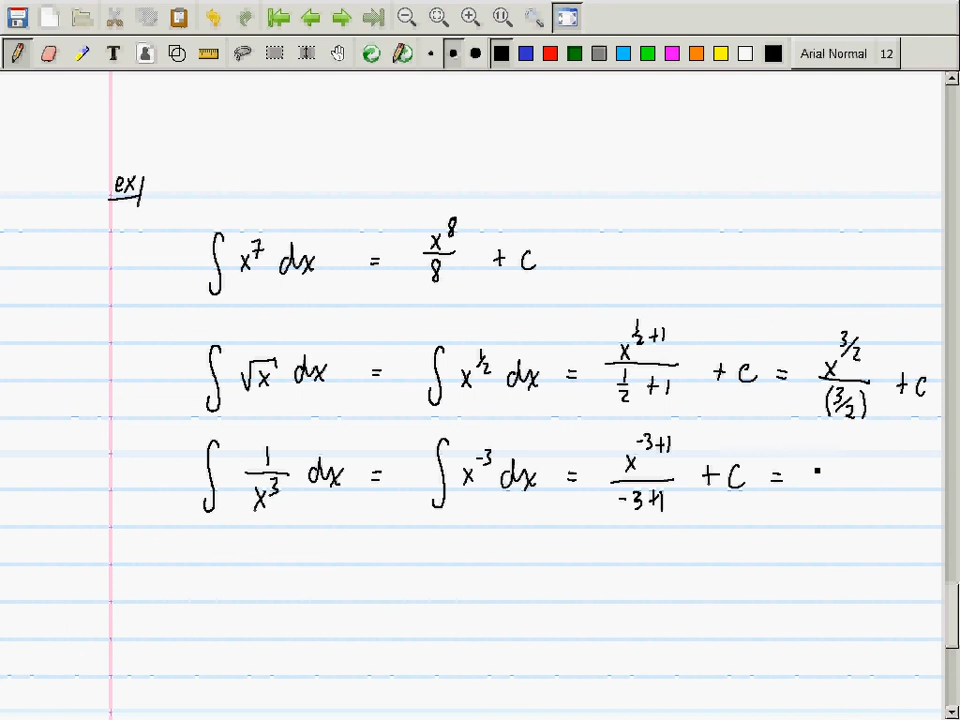 Arial Normal 12
ex/
∫ x^7 dx = x^8/8 + C
∫ √x dx = ∫ x^{1/2} dx = x^{1/2+1}/(1/2 +1) + C = x^{3/2}/(3/2) + C
∫ 1/x^3 dx = ∫ x^{-3} dx = x^{-3+1}/(-3+1) + C =